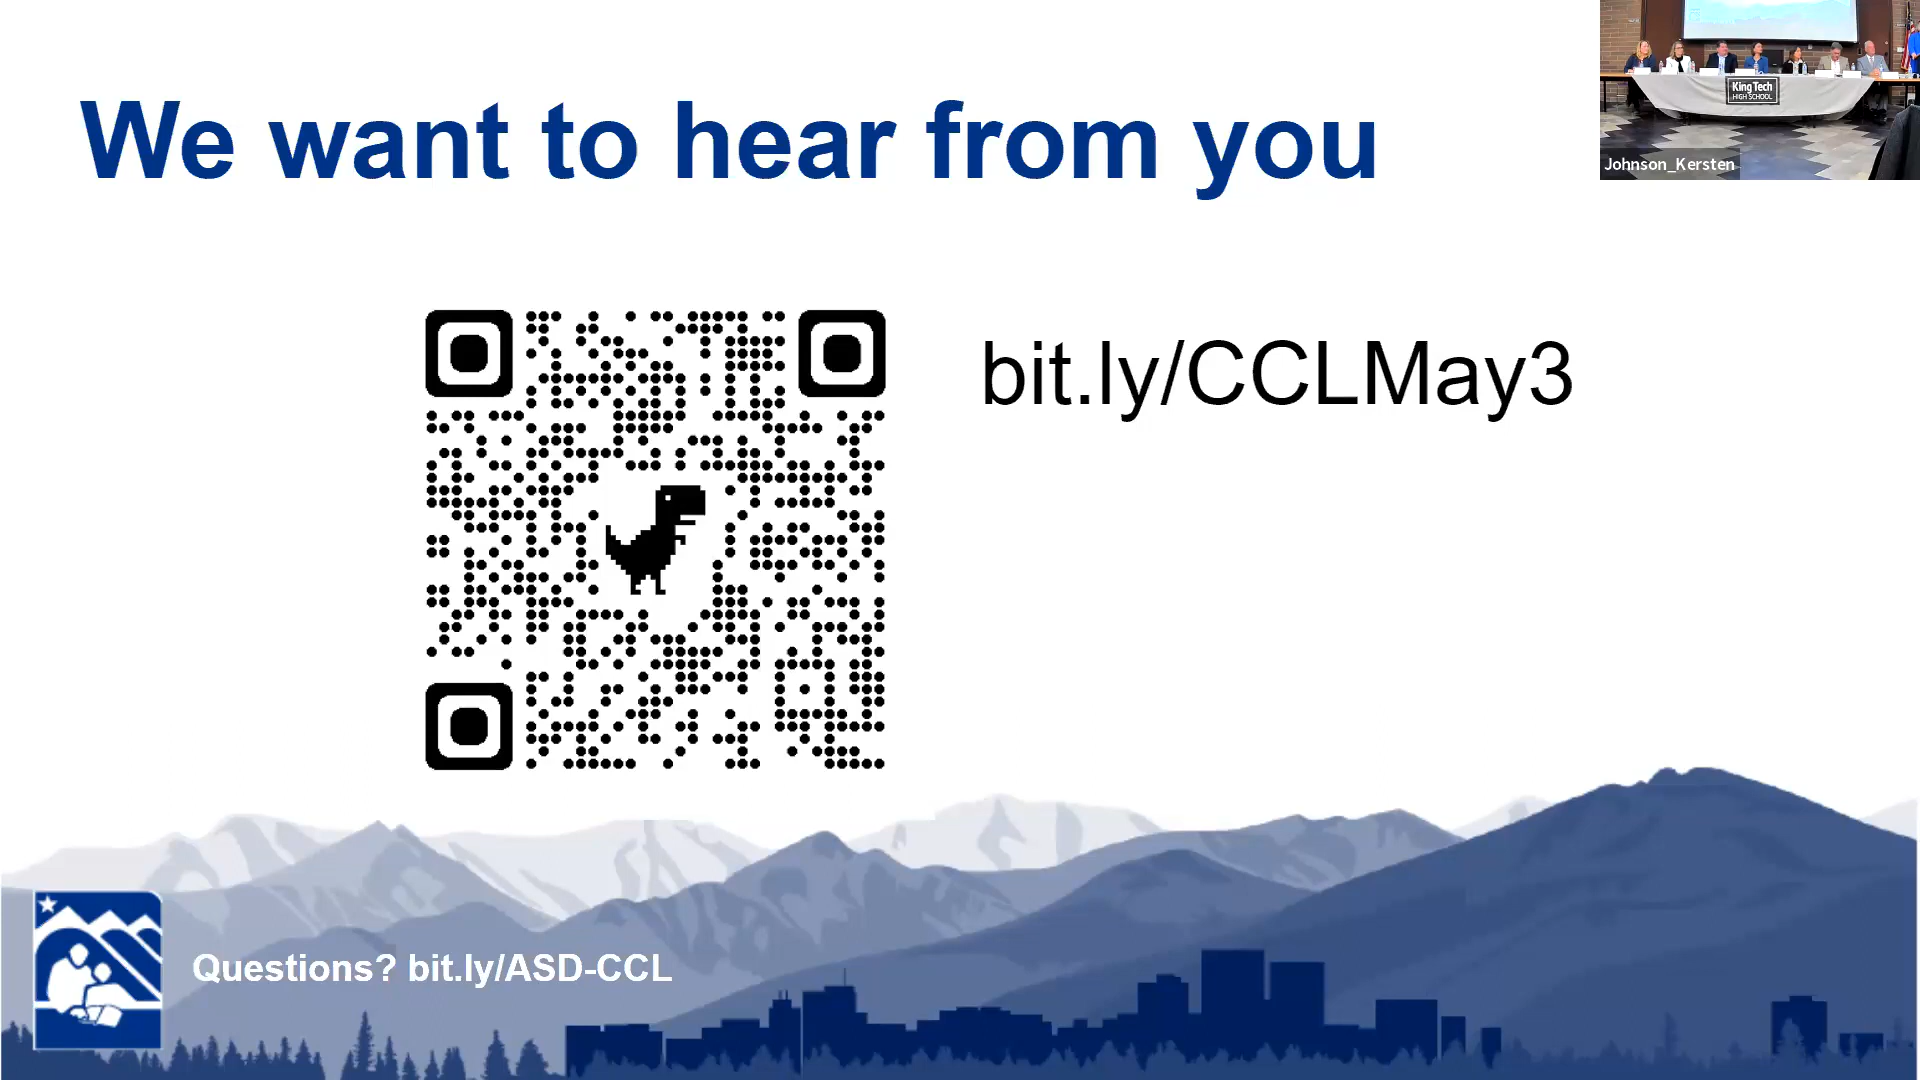 We want to hear from you
King Tech
HIGH SCHOOL
Johnson_Kersten
bit.ly/CCLMay3
Questions? bit.ly/ASD-CCL